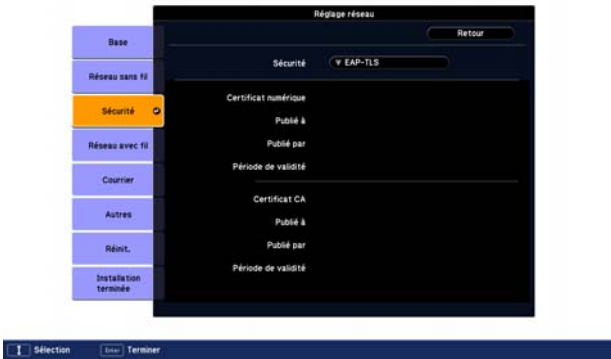 Réglage réseau
Retour
Base
Réseau sans fil
Sécurité
Réseau avec fil
Courrier
Autres
Réinit.
Installation
terminée
Sécurité
EAP-TLS
Certificat numérique
Publié à
Publié par
Période de validité
Certificat CA
Publié à
Publié par
Période de validité
Sélection
Enter Terminer